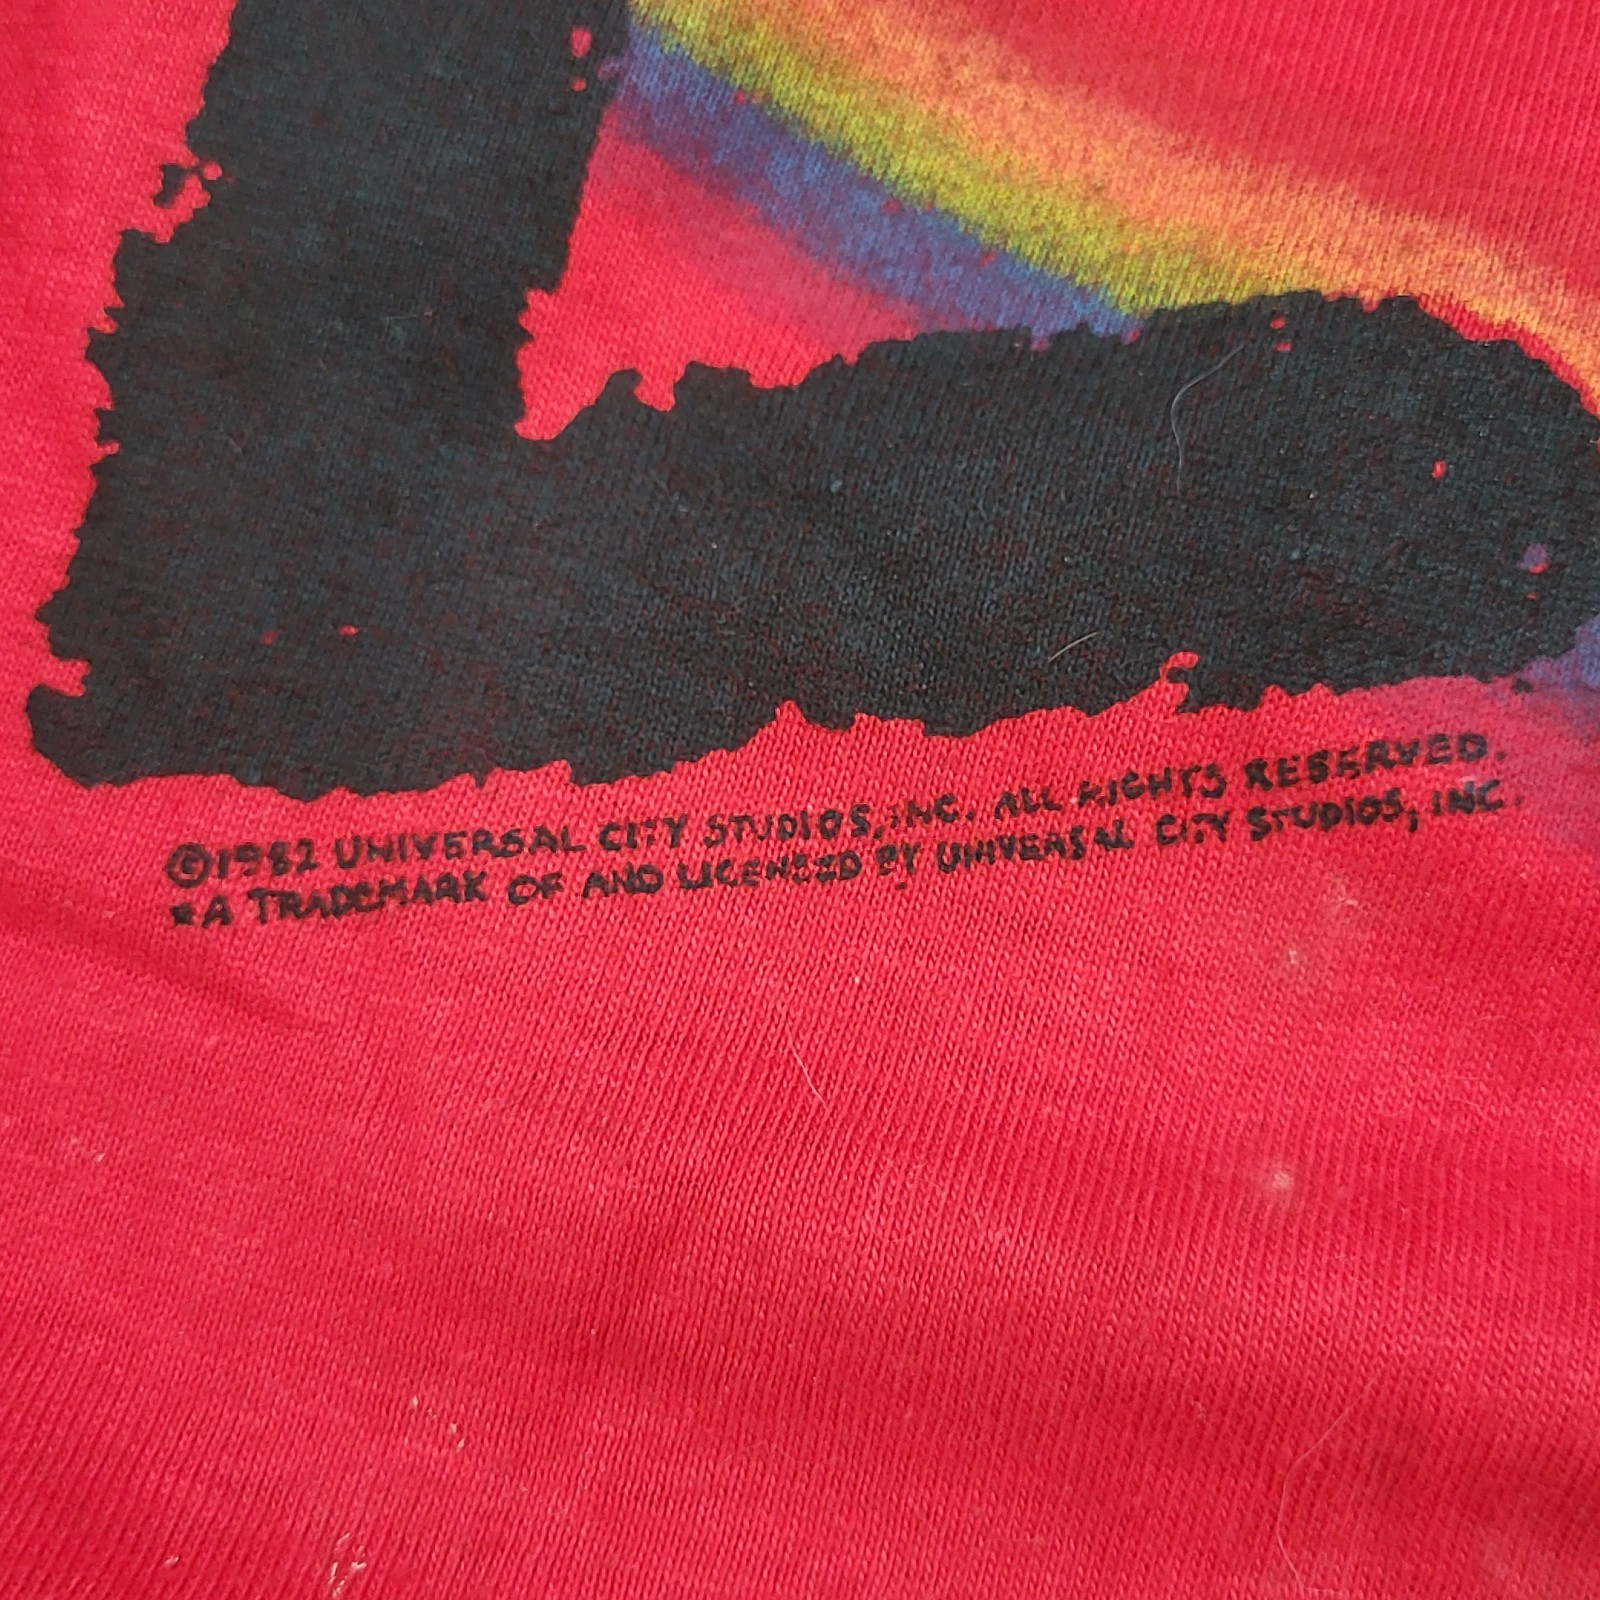 ©1982 UNIVERSAL CITY STUDIOS, INC. ALL RIGHTS RESERVED.
*A TRADEMARK OF AND LICENSED BY UNIVERSAL CITY STUDIOS, INC.